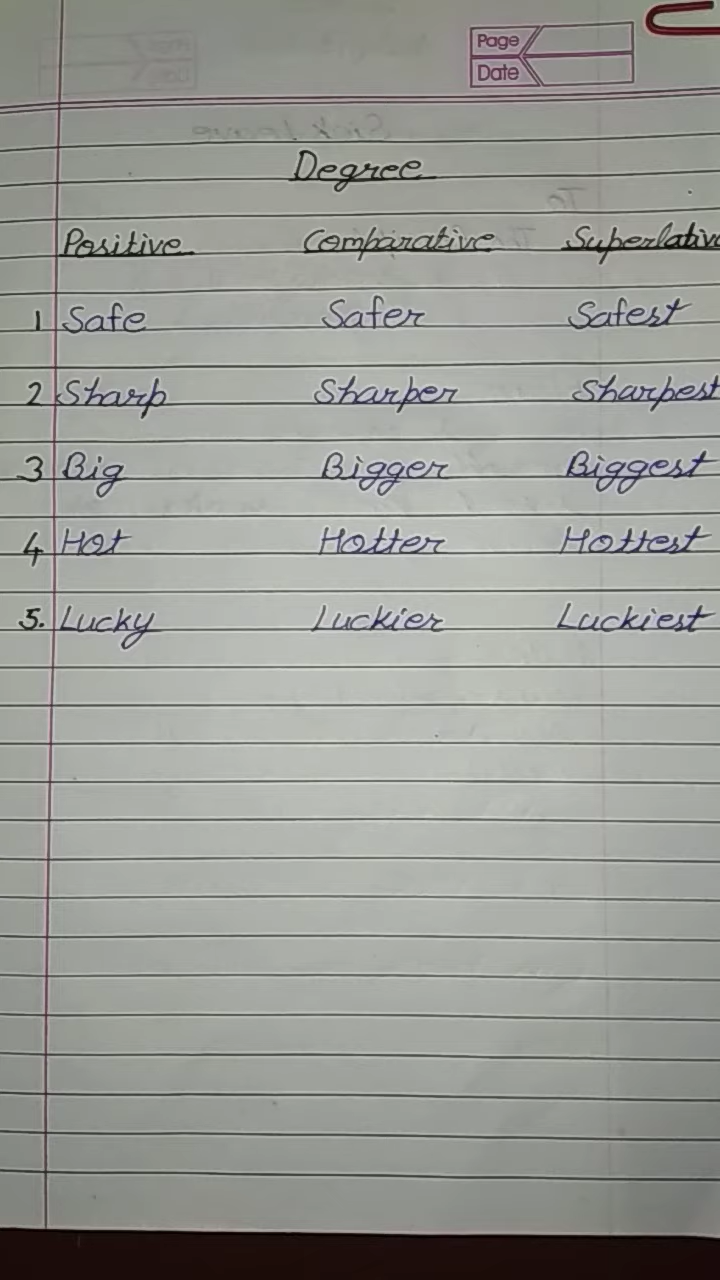 Page
Date
Degree
Positive Comparative Superlative
1 Safe Safer Safest
2 Sharp Sharper Sharpest
3 Big Bigger Biggest
4 Hot Hotter Hottest
5. Lucky Luckier Luckiest